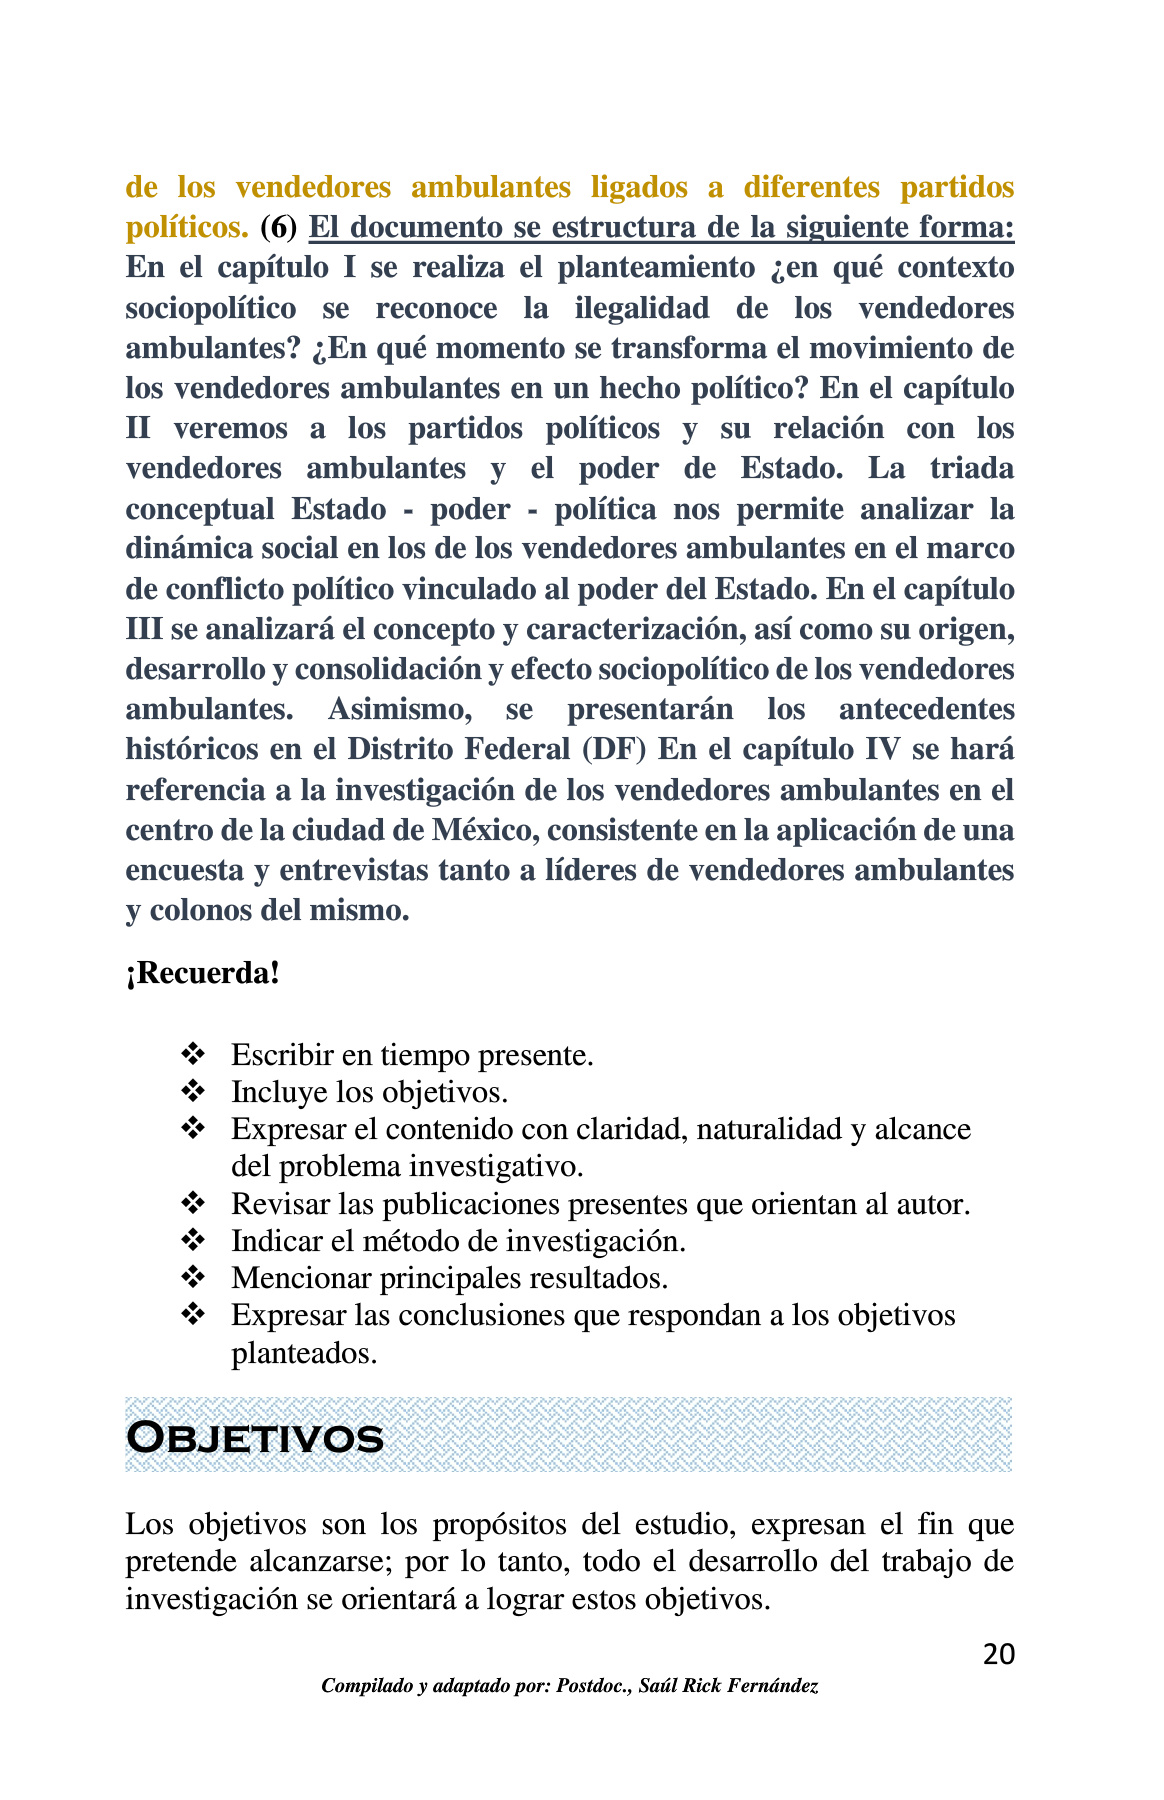 de los vendedores ambulantes ligados a diferentes partidos
políticos. (6) El documento se estructura de la siguiente forma:
En el capítulo I se realiza el planteamiento ¿en qué contexto
sociopolítico se reconoce la ilegalidad de los vendedores
ambulantes? ¿En qué momento se transforma el movimiento de
los vendedores ambulantes en un hecho político? En el capítulo
II veremos a los partidos políticos y su relación con los
vendedores ambulantes y el poder de Estado. La triada
conceptual Estado - poder - política nos permite analizar la
dinámica social en los de los vendedores ambulantes en el marco
de conflicto político vinculado al poder del Estado. En el capítulo
III se analizará el concepto y caracterización, así como su origen,
desarrollo y consolidación y efecto sociopolítico de los vendedores
ambulantes. Asimismo, se presentarán los antecedentes
históricos en el Distrito Federal (DF) En el capítulo IV se hará
referencia a la investigación de los vendedores ambulantes en el
centro de la ciudad de México, consistente en la aplicación de una
encuesta y entrevistas tanto a líderes de vendedores ambulantes
y colonos del mismo.
¡Recuerda!
❖ Escribir en tiempo presente.
❖ Incluye los objetivos.
❖ Expresar el contenido con claridad, naturalidad y alcance
del problema investigativo.
❖ Revisar las publicaciones presentes que orientan al autor.
❖ Indicar el método de investigación.
❖ Mencionar principales resultados.
❖ Expresar las conclusiones que respondan a los objetivos
planteados.
Objetivos
Los objetivos son los propósitos del estudio, expresan el fin que
pretende alcanzarse; por lo tanto, todo el desarrollo del trabajo de
investigación se orientará a lograr estos objetivos.
20
Compilado y adaptado por: Postdoc., Saúl Rick Fernández